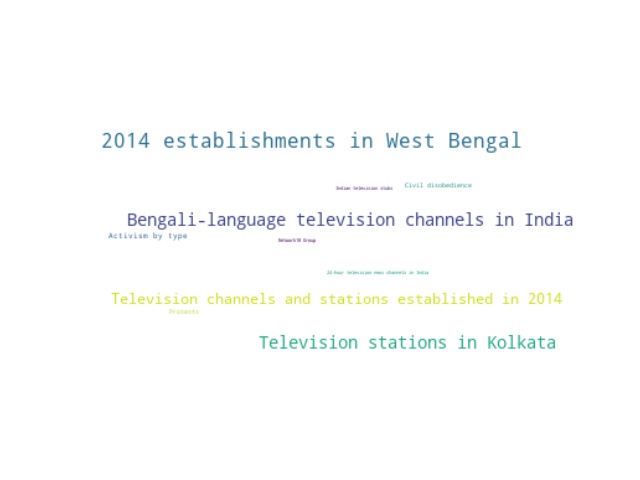 2014 establishments in West Bengal
Indian television stubs
Civil disobedience
Bengali-language television channels in India
Activism by type
Network18 Group
24-hour television news channels in India
Television channels and stations established in 2014
Protests
Television stations in Kolkata